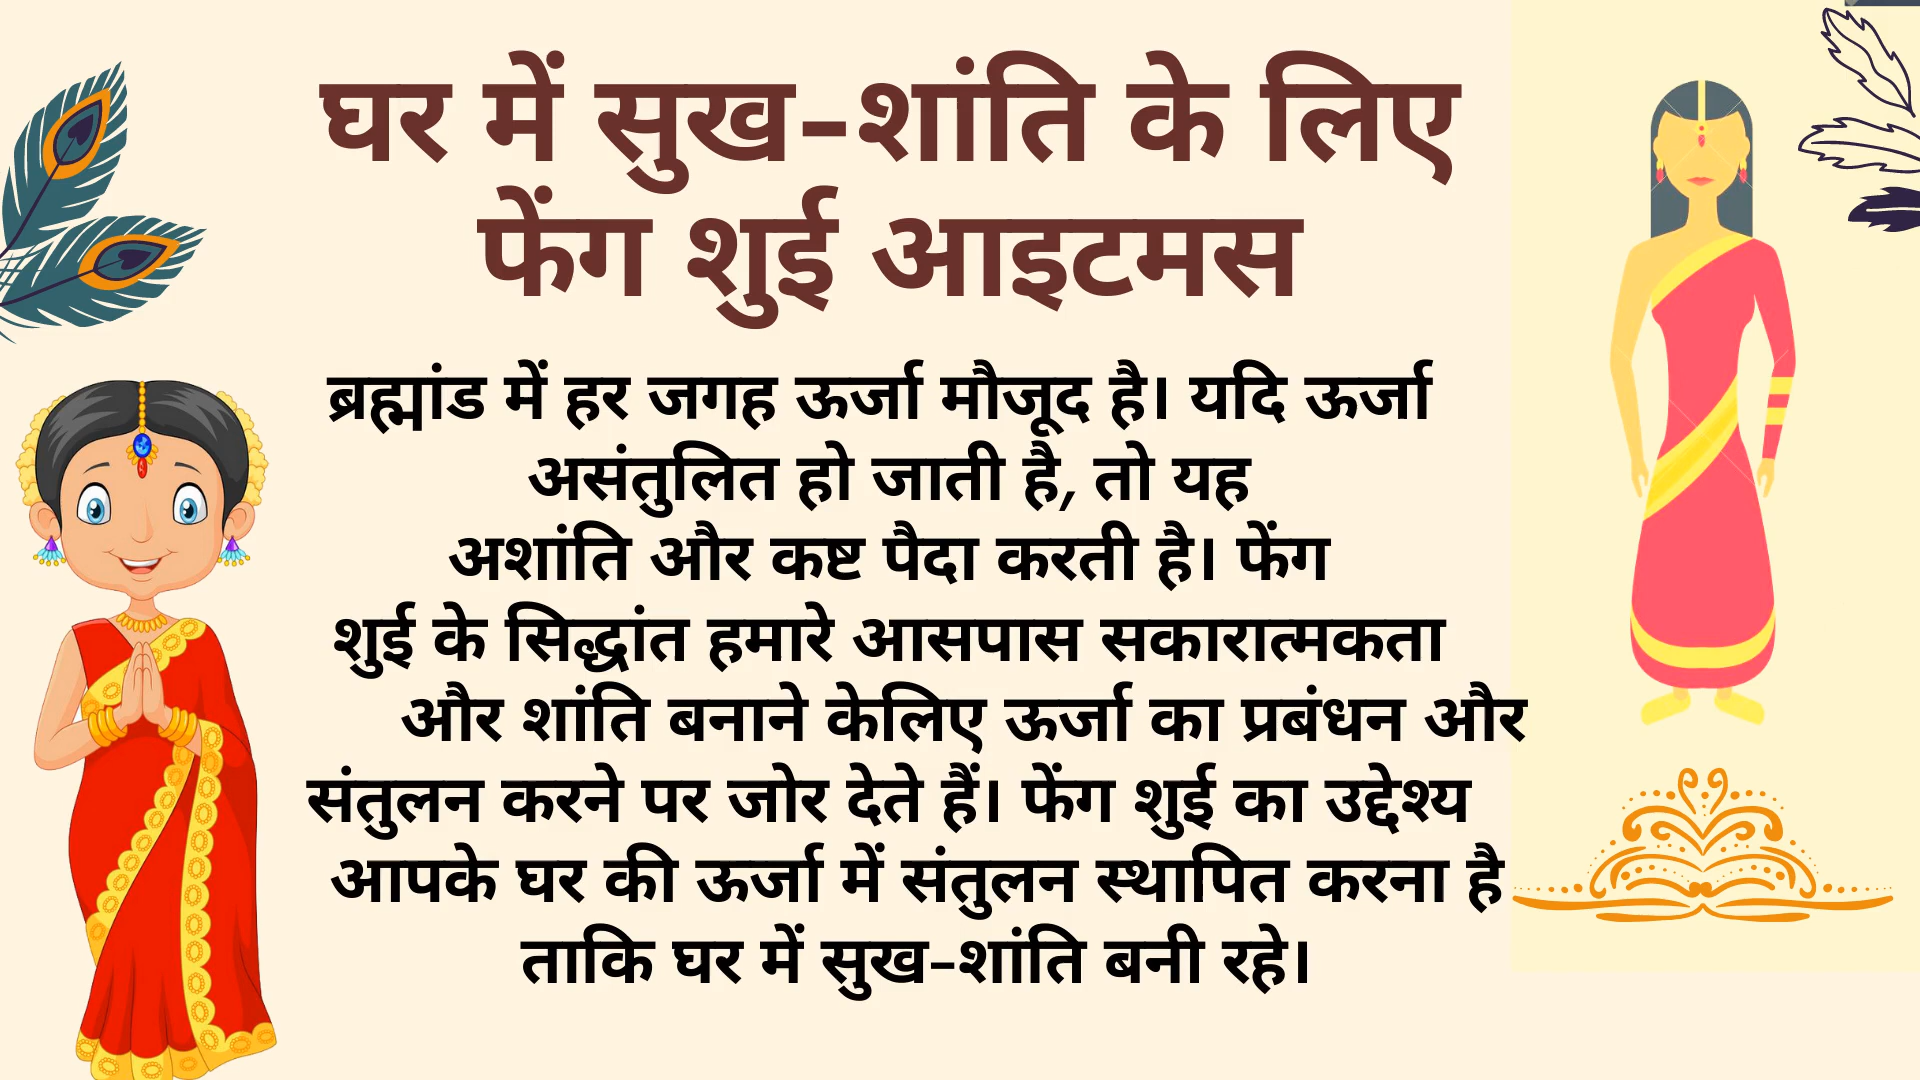 घर में सुख-शांति के लिए
फेंग शुई आइटमस
ब्रह्मांड में हर जगह ऊर्जा मौजूद है। यदि ऊर्जा
असंतुलित हो जाती है, तो यह
अशांति और कष्ट पैदा करती है। फेंग
शुई के सिद्धांत हमारे आसपास सकारात्मकता
और शांति बनाने केलिए ऊर्जा का प्रबंधन और
संतुलन करने पर जोर देते हैं। फेंग शुई का उद्देश्य
आपके घर की ऊर्जा में संतुलन स्थापित करना है
ताकि घर में सुख-शांति बनी रहे।